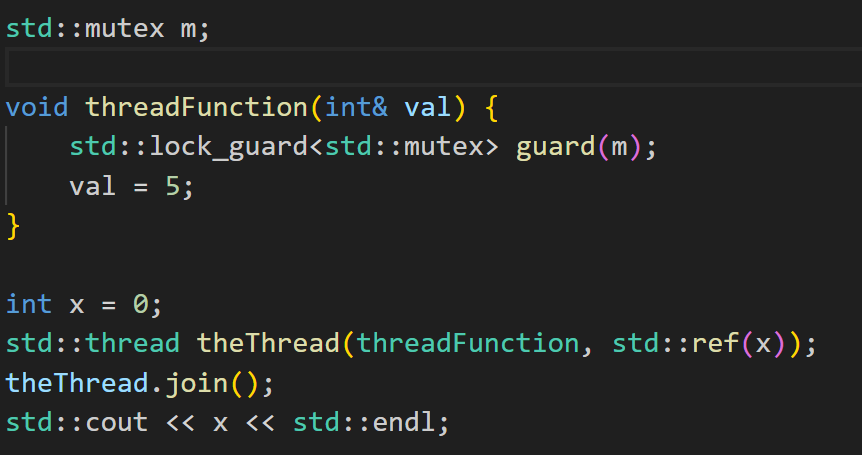 std::mutex m;
void threadFunction(int& val) {
    std::lock_guard<std::mutex> guard(m);
    val = 5;
}
int x = 0;
std::thread theThread(threadFunction, std::ref(x));
theThread.join();
std::cout << x << std::endl;